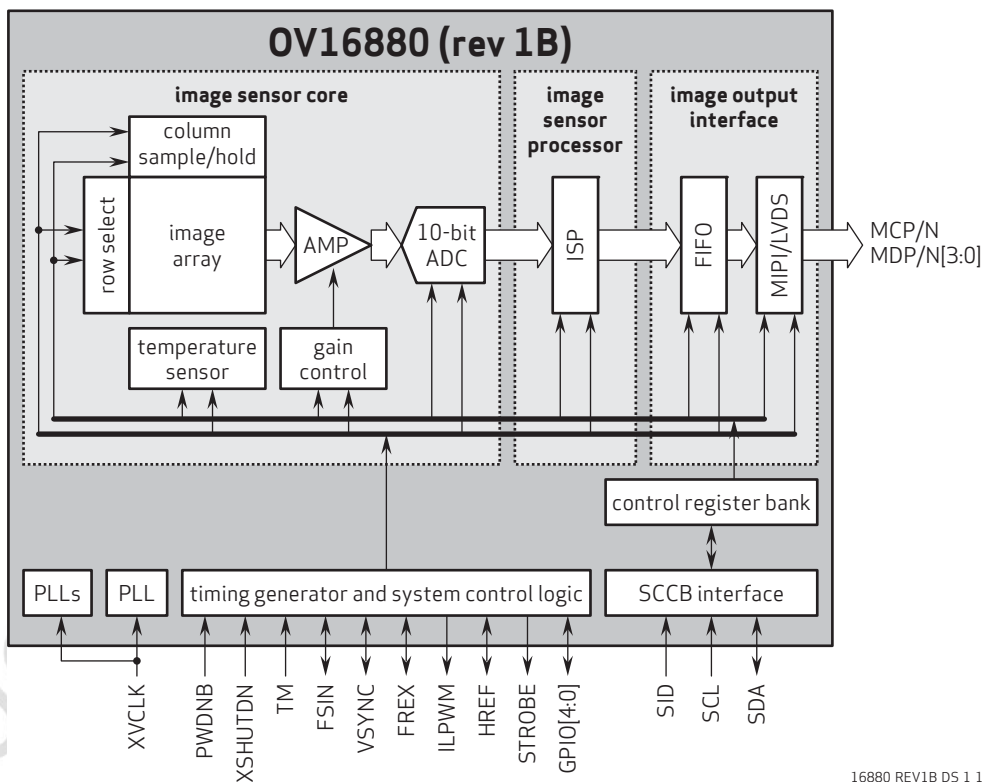 OV16880 (rev 1B)
image sensor core
image
sensor
processor
image output
interface
column
sample/hold
row select
image
array
AMP
10-bit
ADC
ISP
FIFO
MIPI/LVDS
MCP/N
MDP/N[3:0]
temperature
sensor
gain
control
control register bank
PLLs
PLL
timing generator and system control logic
SCCB interface
XVCLK
PWDNB
XSHUTDN
TM
FSIN
VSYNC
FREX
ILPWM
HREF
STROBE
GPIO[4:0]
SID
SCL
SDA
16880 REV1B DS 1 1